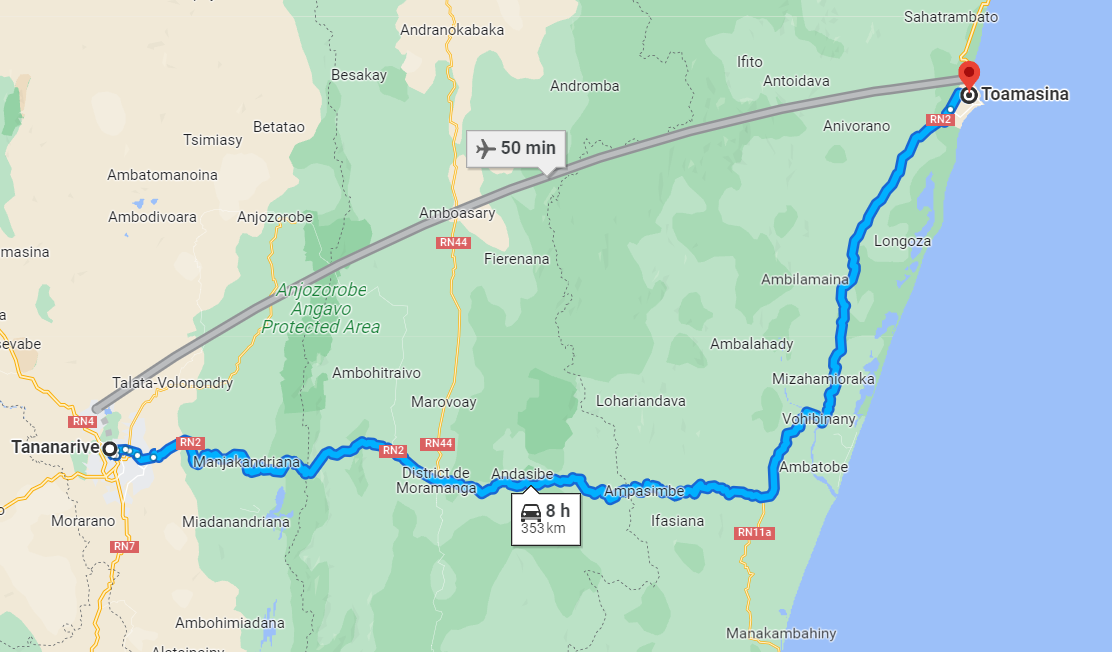 Sahatrambato
Andranokabaka
Ifito
Besakay
Antoidava
Andromba
Toamasina
RN2
Betatao
Anivorano
Tsimiasy
50 min
Ambatomanoina
Amboasary
Ambodivoara
Anjozorobe
RN44
Longoza
masina
Fierenana
Ambilamaina
Anjozorobe
Angavo
Protected Area
a
sevabe
Ambalahady
Ambohitraivo
Mizahamioraka
Talata-Volonondry
Marovoay
Lohariandava
RN4
Vohibinany
RN2
RN44
Tananarive
RN2
Manjakandriana
Ambatobe
District de
Moramanga
Andasibe
Ampasimbe
8 h
353 km
Morarano
Miadanandriana
Ifasiana
RN11a
RN7
Ambohimiadana
Manakambahiny